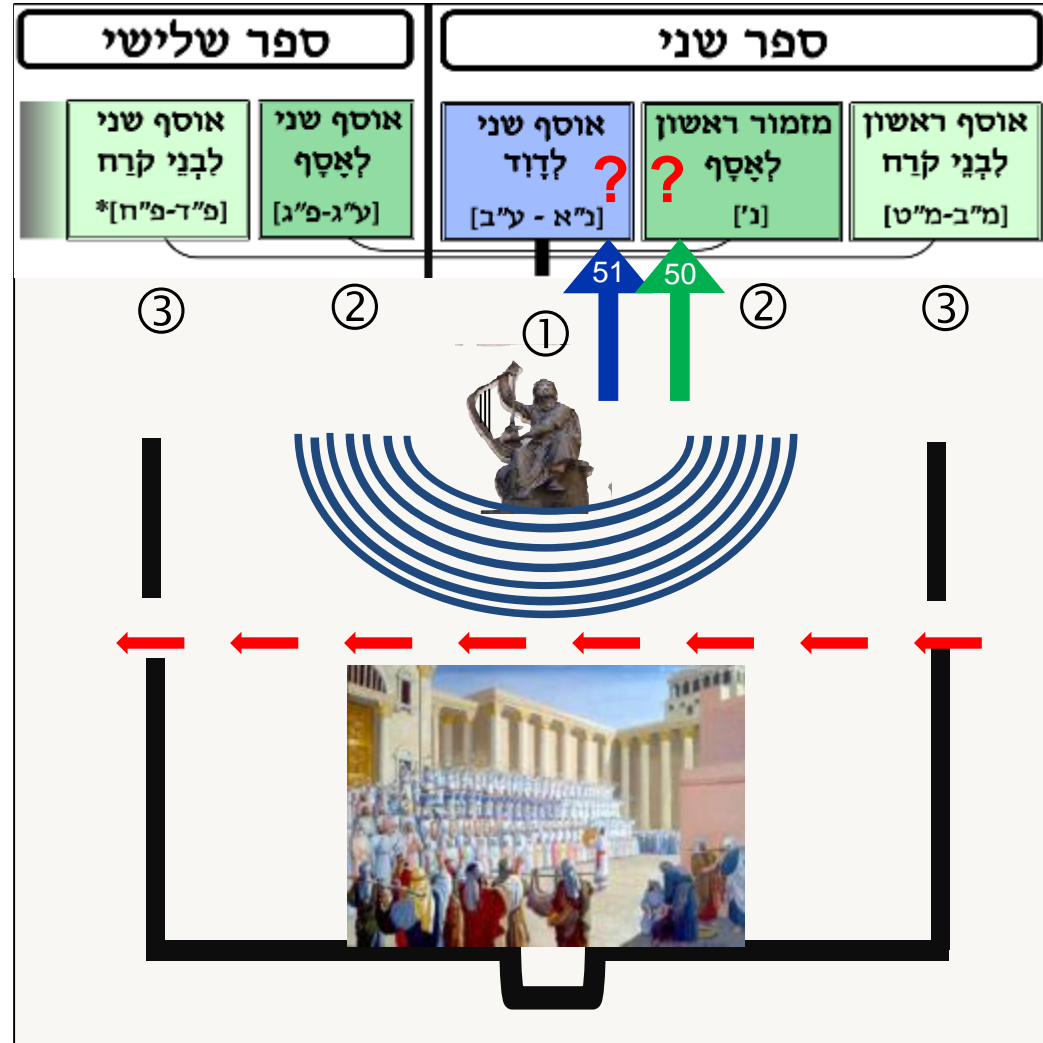 ספר שני
ספר שלישי
אוסף ראשון
לִבְנֵי קֹרַח
[מ״ב-מ״ט]
מזמור ראשון
לְאָסָף
?
[נ׳]
אוסף שני
לְדָוִד
?
[נ״א - ע״ב]
אוסף שני
לְאָסָף
[ע״ג-פ״ג]
אוסף שני
לִבְנֵי קֹרַח
[פ״ד-פ״ח]*
50
51
③
②
①
②
③